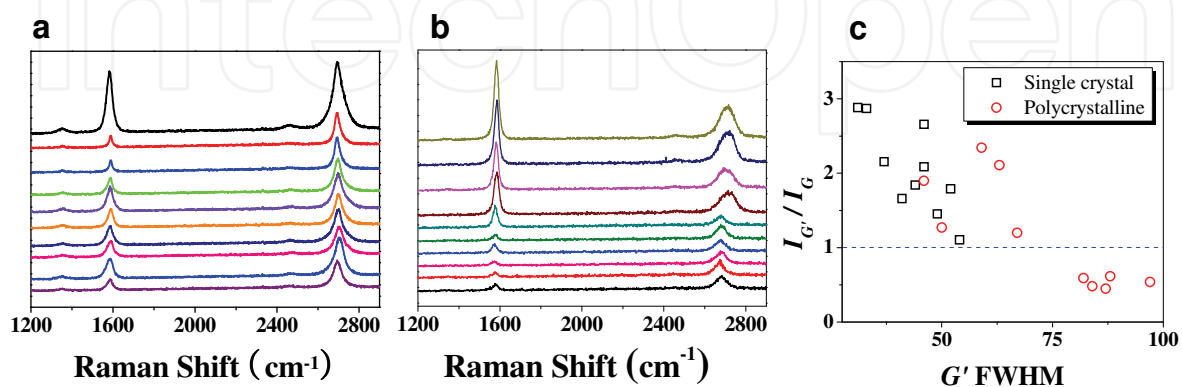 IntechOpen
a
1200 1600 2000 2400 2800
Raman Shift (cm-1)
b
1200 1600 2000 2400 2800
Raman Shift (cm-1)
c
Single crystal
Polycrystalline
3
2
1
0
IG' / IG
50 75 100
G' FWHM